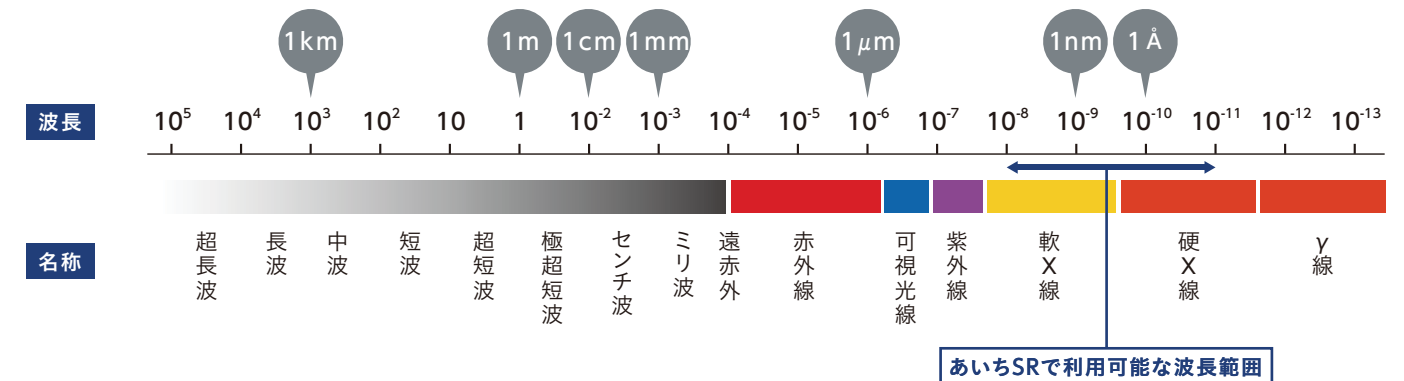 1km 1m 1cm 1mm 1μm 1nm 1Å
波長 10⁵ 10⁴ 10³ 10² 10 1 10⁻² 10⁻³ 10⁻⁴ 10⁻⁵ 10⁻⁶ 10⁻⁷ 10⁻⁸ 10⁻⁹ 10⁻¹⁰ 10⁻¹¹ 10⁻¹² 10⁻¹³
名称 超長波 長波 中波 短波 超短波 極超短波 センチ波 ミリ波 遠赤外 赤外線 可視光線 紫外線 軟X線 硬X線 γ線
あいちSRで利用可能な波長範囲